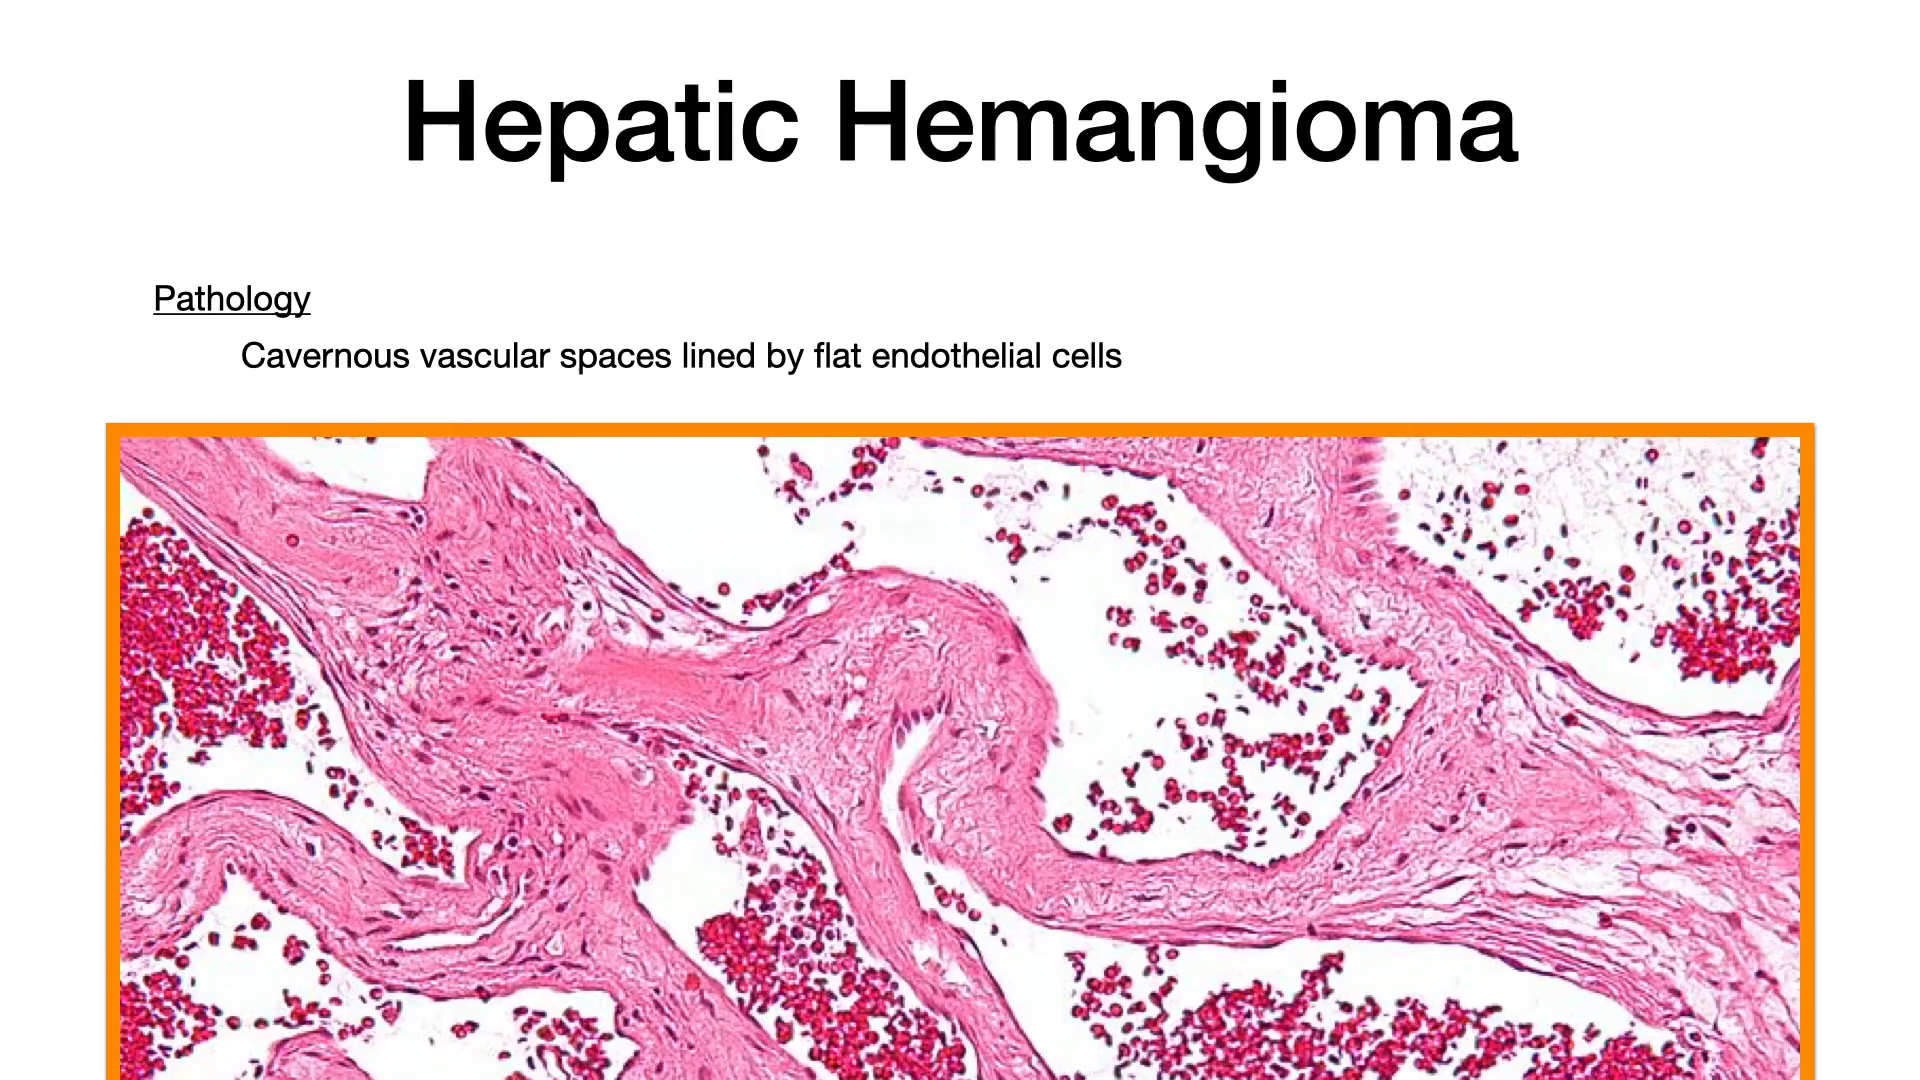 Hepatic Hemangioma
Pathology
Cavernous vascular spaces lined by flat endothelial cells